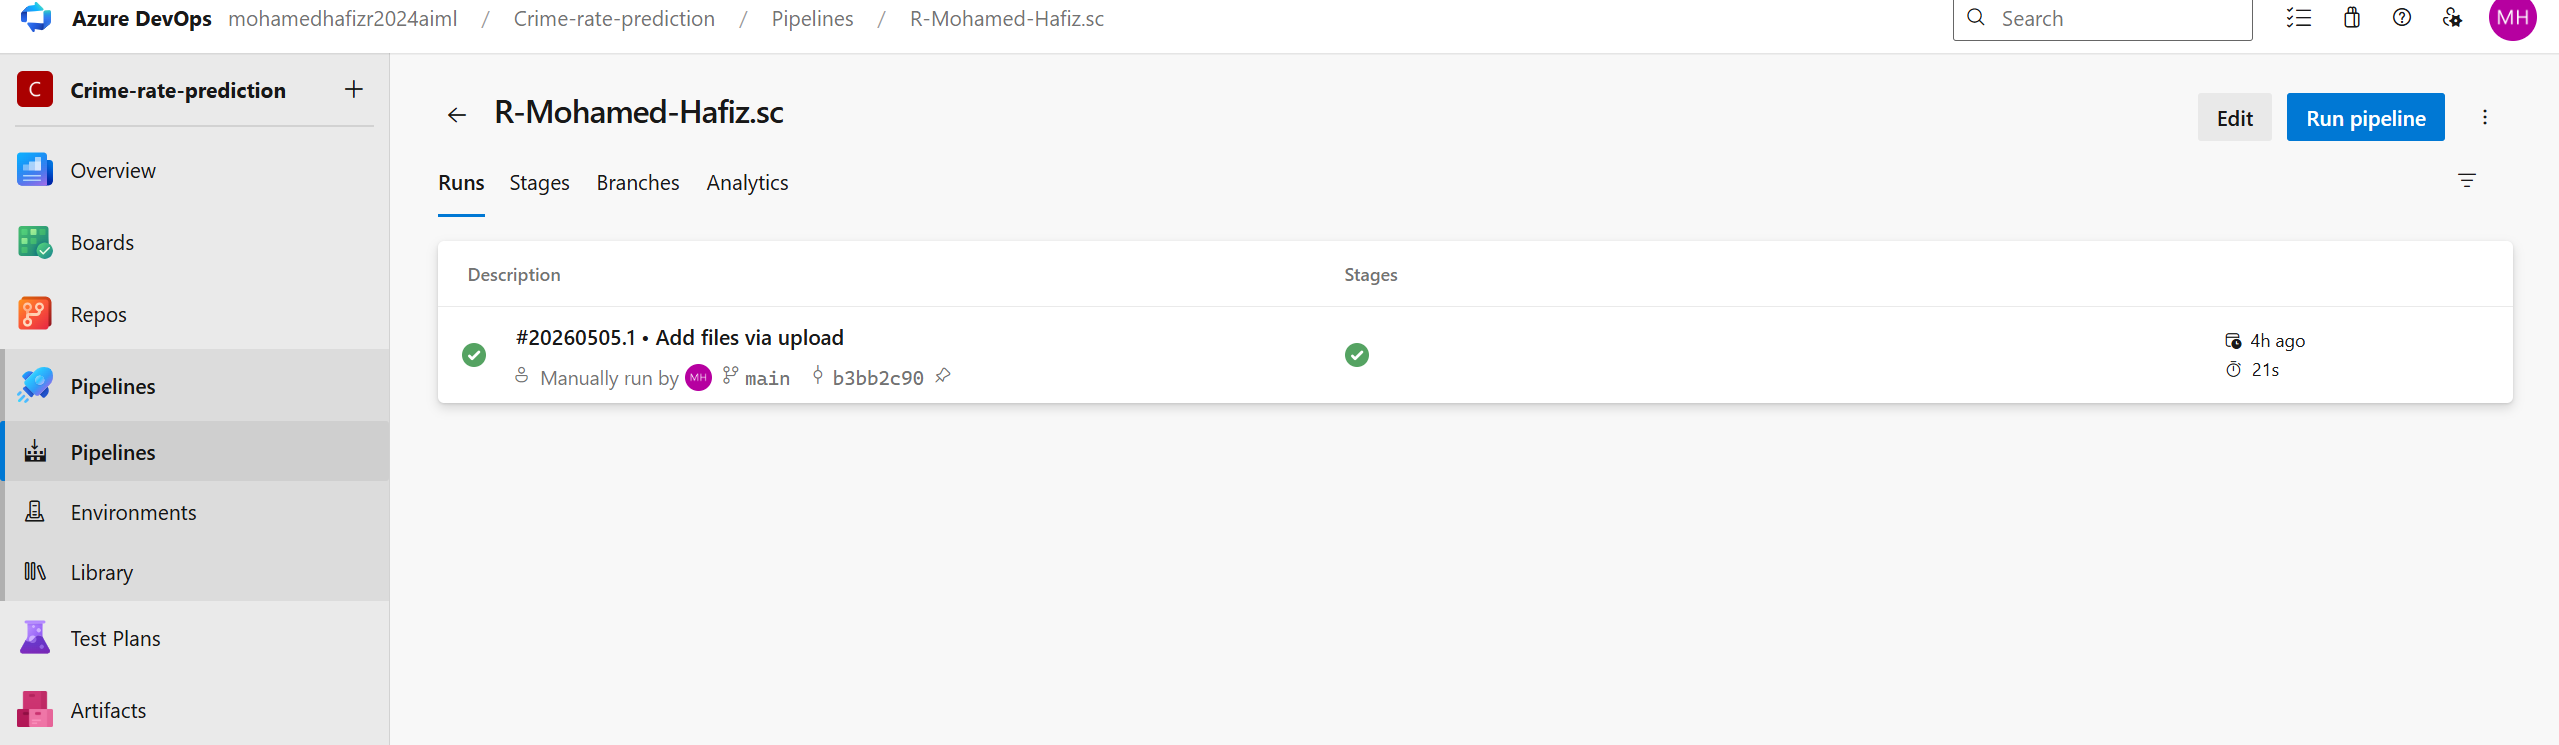 Azure DevOps mohamedhafizr2024aiml / Crime-rate-prediction / Pipelines / R-Mohamed-Hafiz.sc
Search
MH
C Crime-rate-prediction
Overview
Boards
Repos
Pipelines
Pipelines
Environments
Library
Test Plans
Artifacts
R-Mohamed-Hafiz.sc
Edit
Run pipeline
Runs Stages Branches Analytics
Description Stages
#20260505.1 • Add files via upload
Manually run by MH main b3bb2c90
4h ago
21s